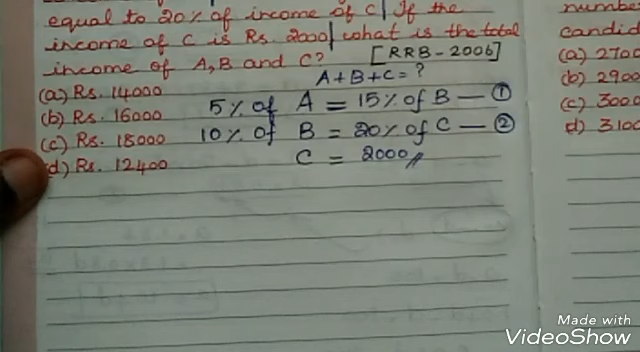 equal to 20% of income of C| If the
income of C is Rs. 2000| what is the total
income of A, B and C? [RRB-2006]
A+B+C = ?
(a) Rs. 14000
5% of A = 15% of B — ①
(b) Rs. 16000
10% of B = 20% of C — ②
(c) Rs. 18000
C = 2000//
d) Rs. 12400
number
candid
(a) 2700
(b) 2900
(c) 3000
d) 3100
Made with
VideoShow